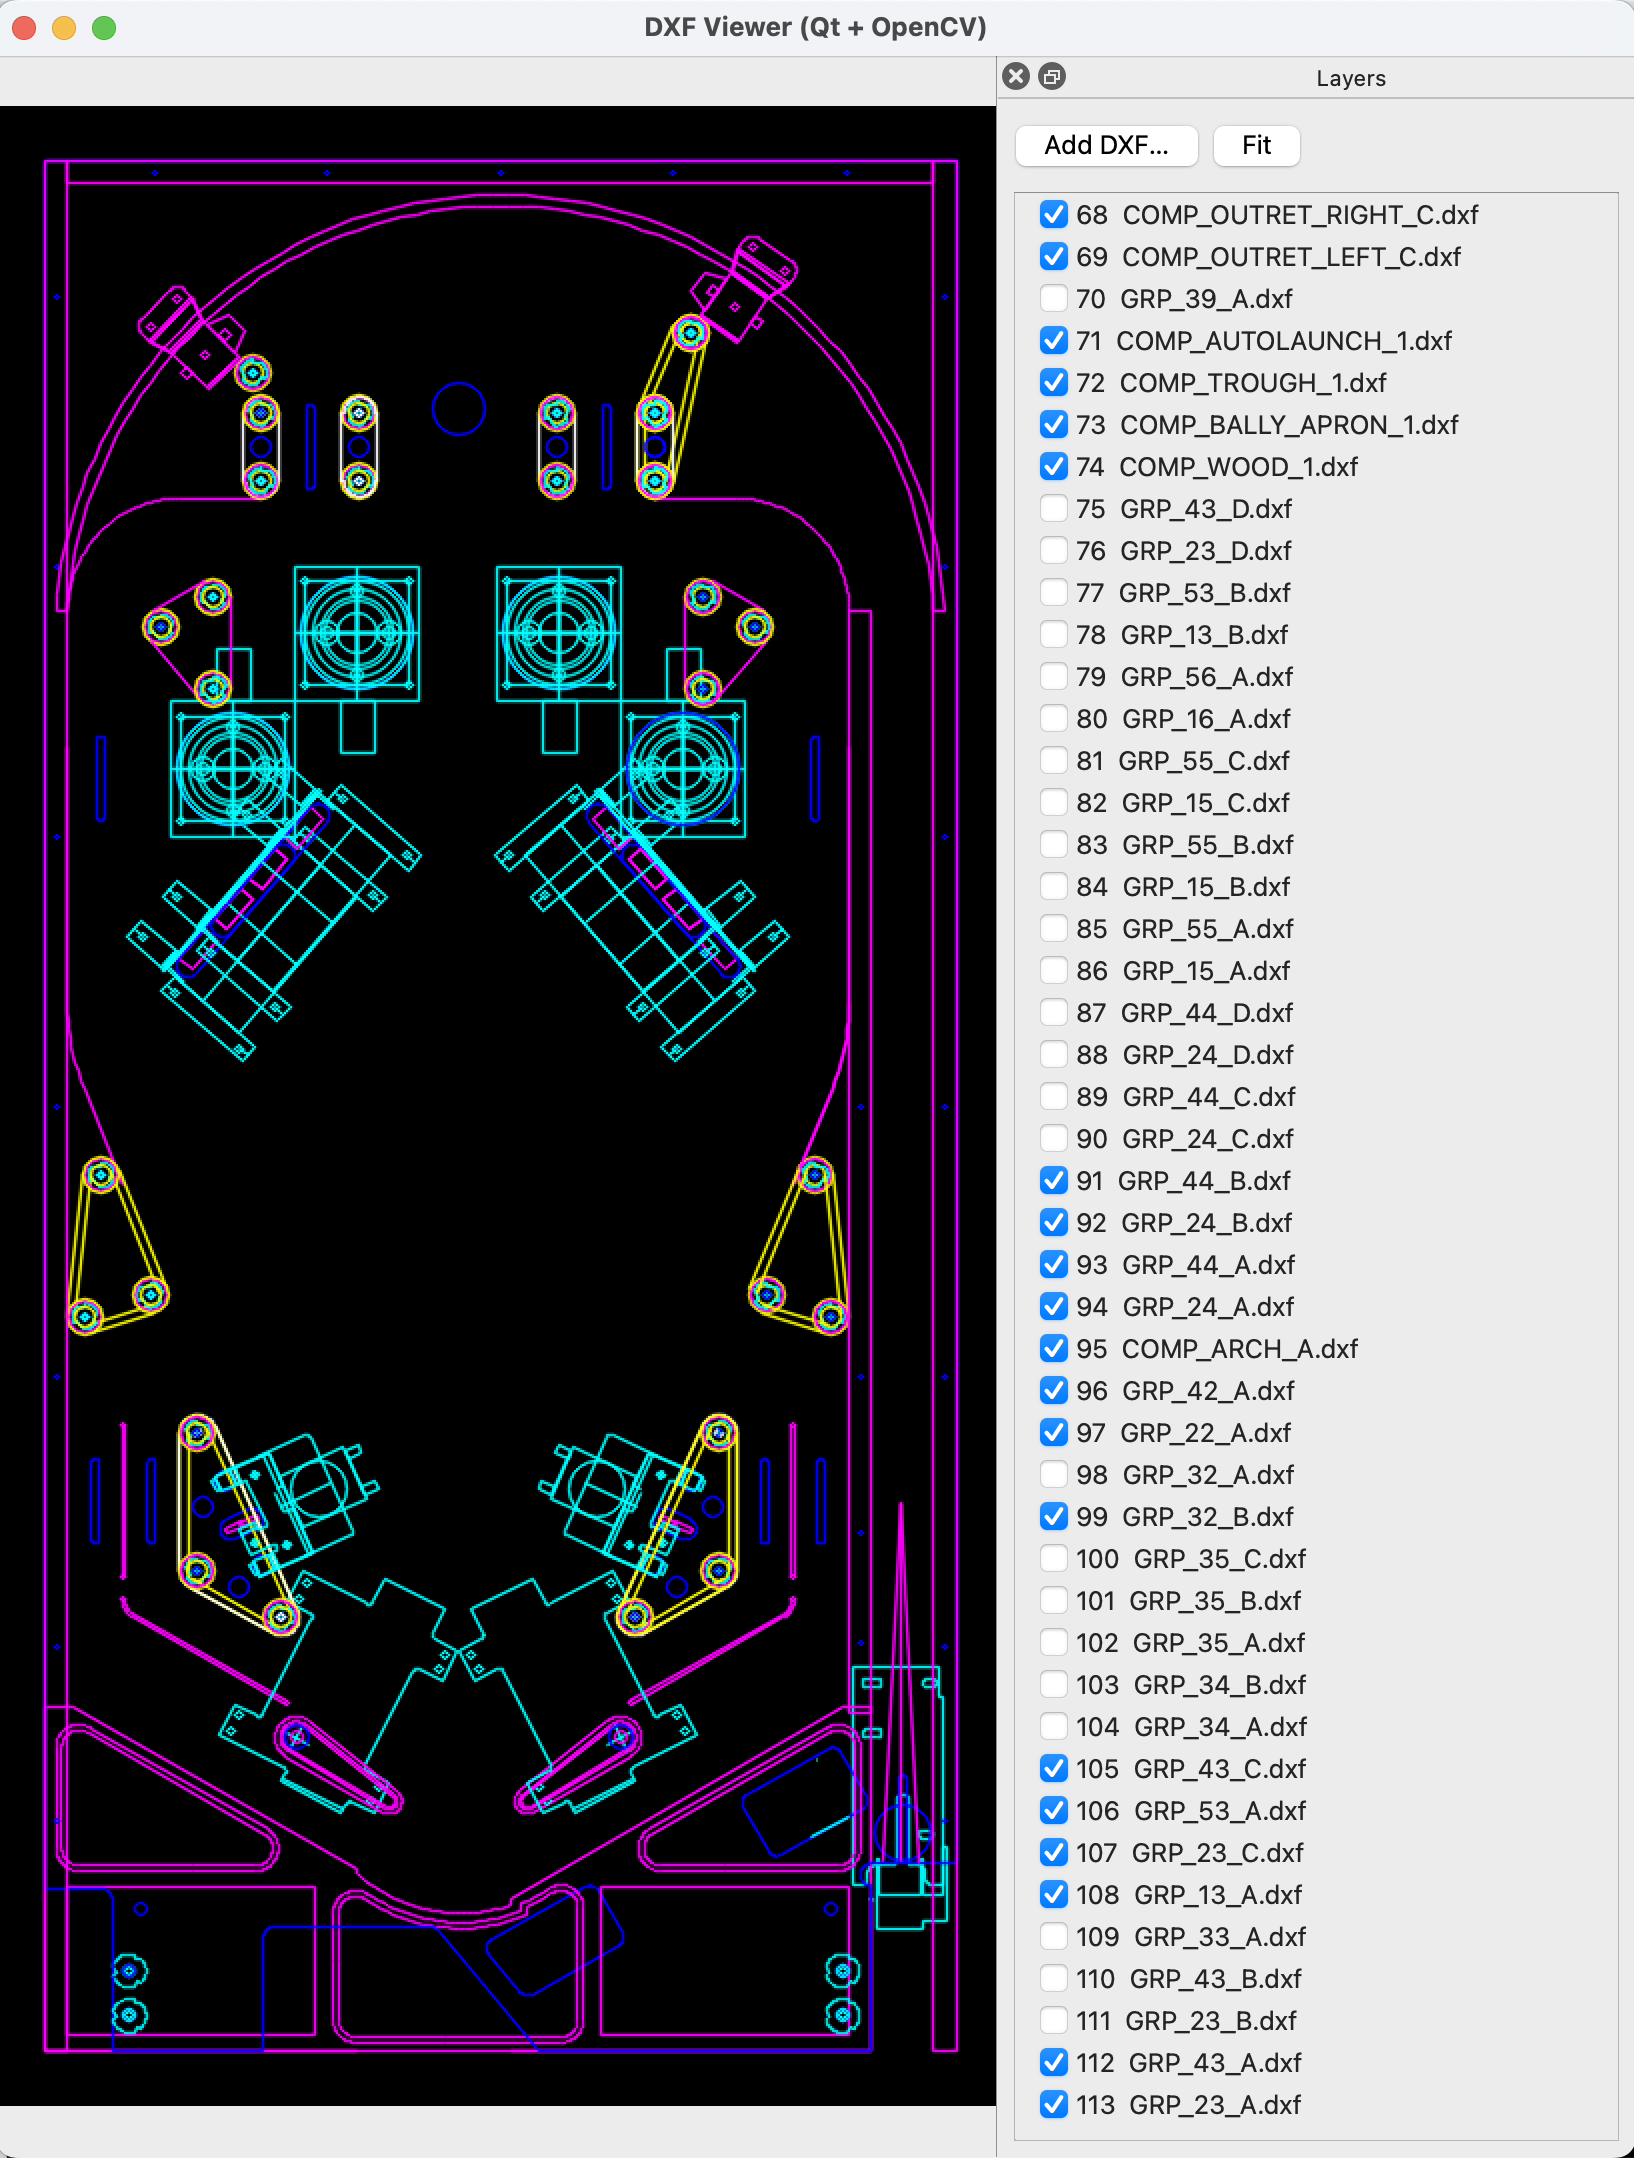 DXF Viewer (Qt + OpenCV)
Layers
Add DXF...
Fit
68 COMP_OUTRET_RIGHT_C.dxf
69 COMP_OUTRET_LEFT_C.dxf
70 GRP_39_A.dxf
71 COMP_AUTOLAUNCH_1.dxf
72 COMP_TROUGH_1.dxf
73 COMP_BALLY_APRON_1.dxf
74 COMP_WOOD_1.dxf
75 GRP_43_D.dxf
76 GRP_23_D.dxf
77 GRP_53_B.dxf
78 GRP_13_B.dxf
79 GRP_56_A.dxf
80 GRP_16_A.dxf
81 GRP_55_C.dxf
82 GRP_15_C.dxf
83 GRP_55_B.dxf
84 GRP_15_B.dxf
85 GRP_55_A.dxf
86 GRP_15_A.dxf
87 GRP_44_D.dxf
88 GRP_24_D.dxf
89 GRP_44_C.dxf
90 GRP_24_C.dxf
91 GRP_44_B.dxf
92 GRP_24_B.dxf
93 GRP_44_A.dxf
94 GRP_24_A.dxf
95 COMP_ARCH_A.dxf
96 GRP_42_A.dxf
97 GRP_22_A.dxf
98 GRP_32_A.dxf
99 GRP_32_B.dxf
100 GRP_35_C.dxf
101 GRP_35_B.dxf
102 GRP_35_A.dxf
103 GRP_34_B.dxf
104 GRP_34_A.dxf
105 GRP_43_C.dxf
106 GRP_53_A.dxf
107 GRP_23_C.dxf
108 GRP_13_A.dxf
109 GRP_33_A.dxf
110 GRP_43_B.dxf
111 GRP_23_B.dxf
112 GRP_43_A.dxf
113 GRP_23_A.dxf